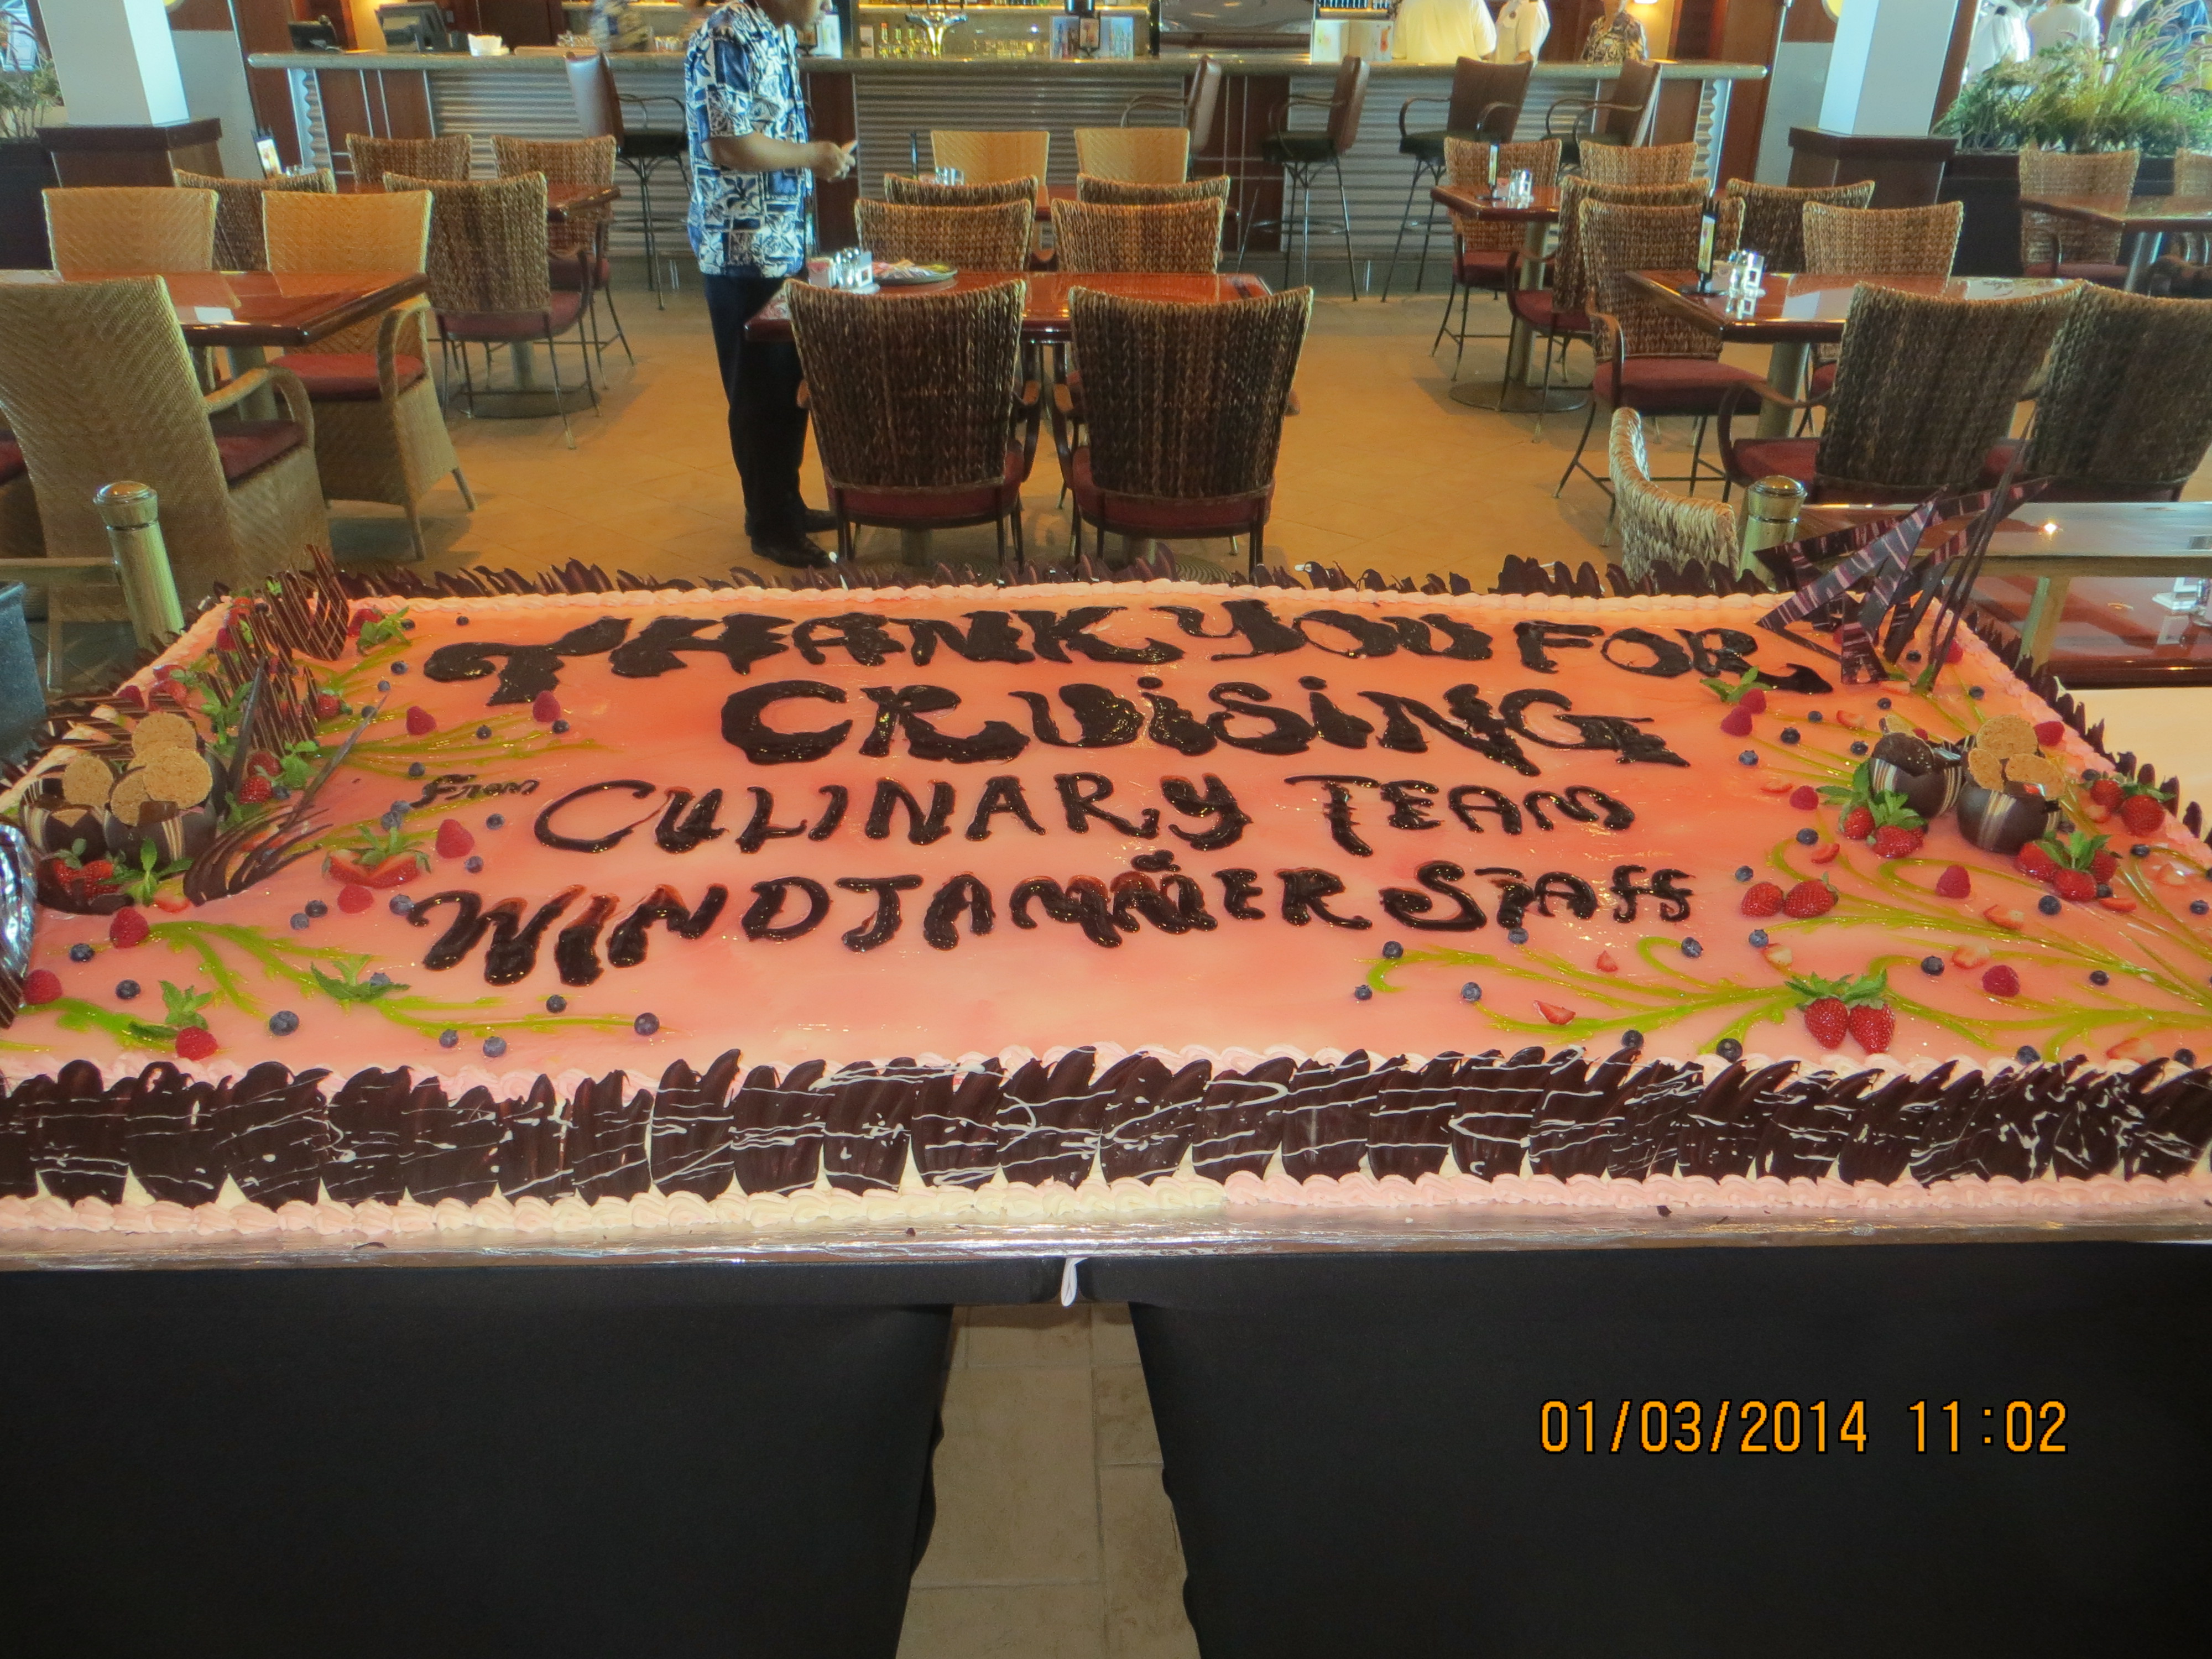 THANK YOU FOR
CRUiSiNG
From CULINARY TEAM
WINDJAMMER STAFF
01/03/2014 11:02